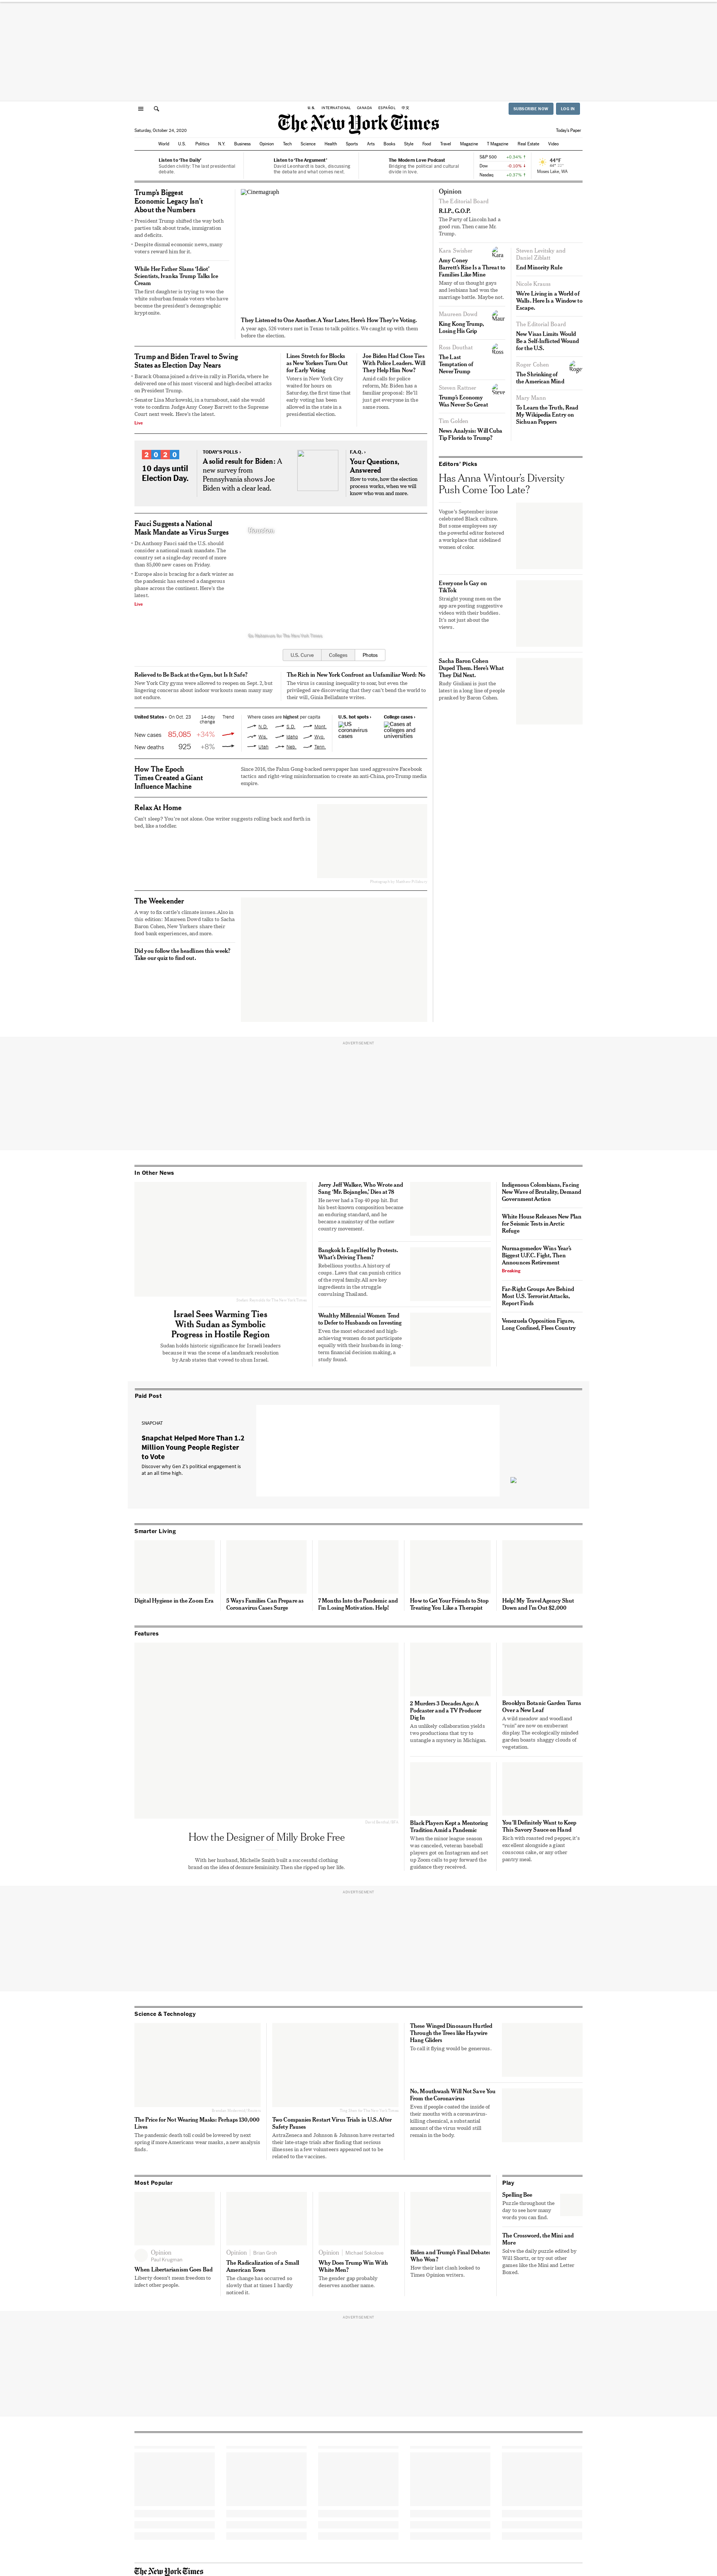 U.S.
INTERNATIONAL
CANADA
ESPAÑOL
中文
SUBSCRIBE NOW
LOG IN
The New York Times
Saturday, October 24, 2020
Today's Paper
World
U.S.
Politics
N.Y.
Business
Opinion
Tech
Science
Health
Sports
Arts
Books
Style
Food
Travel
Magazine
T Magazine
Real Estate
Video
Listen to 'The Daily'
Sudden civility: The last presidential
debate.
Listen to 'The Argument'
David Leonhardt is back, discussing
the debate and what comes next.
The Modern Love Podcast
Bridging the political and cultural
divide in love.
S&P 500 +0.34% ↑
Dow -0.10% ↓
Nasdaq +0.37% ↑
44°F
Moses Lake, WA
Trump's Biggest
Economic Legacy Isn't
About the Numbers
President Trump shifted the way both
parties talk about trade, immigration
and deficits.
Despite dismal economic news, many
voters reward him for it.
While Her Father Slams 'Idiot'
Scientists, Ivanka Trump Talks Ice
Cream
The first daughter is trying to woo the
white suburban female voters who have
become the president's demographic
kryptonite.
Cinemagraph
They Listened to One Another. A Year Later, Here's How They're Voting.
A year ago, 526 voters met in Texas to talk politics. We caught up with them
before the election.
Trump and Biden Travel to Swing
States as Election Day Nears
Barack Obama joined a drive-in rally in Florida, where he
delivered one of his most visceral and high-decibel attacks
on President Trump.
Senator Lisa Murkowski, in a turnabout, said she would
vote to confirm Judge Amy Coney Barrett to the Supreme
Court next week. Here's the latest.
Live
Lines Stretch for Blocks
as New Yorkers Turn Out
for Early Voting
Voters in New York City
waited for hours on
Saturday, the first time that
early voting has been
allowed in the state in a
presidential election.
Joe Biden Had Close Ties
With Police Leaders. Will
They Help Him Now?
Amid calls for police
reform, Mr. Biden has a
familiar proposal: He'll
just get everyone in the
same room.
2020
10 days until
Election Day.
TODAY'S POLLS ›
A solid result for Biden: A
new survey from
Pennsylvania shows Joe
Biden with a clear lead.
F.A.Q. ›
Your Questions,
Answered
How to vote, how the election
process works, when we will
know who won and more.
Fauci Suggests a National
Mask Mandate as Virus Surges
Dr. Anthony Fauci said the U.S. should
consider a national mask mandate. The
country set a single-day record of more
than 85,000 new cases on Friday.
Europe also is bracing for a dark winter as
the pandemic has entered a dangerous
phase across the continent. Here's the
latest.
Live
Houston
U.S. Curve
Colleges
Photos
Relieved to Be Back at the Gym, but Is It Safe?
New York City gyms were allowed to reopen on Sept. 2, but
lingering concerns about indoor workouts mean many may
not endure.
The Rich in New York Confront an Unfamiliar Word: No
The virus is causing inequality to soar, but even the
privileged are discovering that they can't book the world to
their will, Ginia Bellafante writes.
United States › On Oct. 23 14-day change Trend
New cases 85,085 +34%
New deaths 925 +8%
Where cases are highest per capita
N.D. S.D. Mont.
Wis. Idaho Wyo.
Utah Neb. Tenn.
U.S. hot spots ›
US coronavirus cases
College cases ›
Cases at colleges and universities
How The Epoch
Times Created a Giant
Influence Machine
Since 2016, the Falun Gong-backed newspaper has used aggressive Facebook
tactics and right-wing misinformation to create an anti-China, pro-Trump media
empire.
Relax At Home
Can't sleep? You're not alone. One writer suggests rolling back and forth in
bed, like a toddler.
The Weekender
A way to fix cattle's climate issues. Also in
this edition: Maureen Dowd talks to Sacha
Baron Cohen, New Yorkers share their
food bank experiences, and more.
Did you follow the headlines this week?
Take our quiz to find out.
Opinion
The Editorial Board
R.I.P., G.O.P.
The Party of Lincoln had a
good run. Then came Mr.
Trump.
Kara Swisher
Amy Coney
Barrett's Rise Is a Threat to
Families Like Mine
Many of us thought gays
and lesbians had won the
marriage battle. Maybe not.
Maureen Dowd
King Kong Trump,
Losing His Grip
Ross Douthat
The Last
Temptation of
NeverTrump
Steven Rattner
Trump's Economy
Was Never So Great
Tim Golden
News Analysis: Will Cuba
Tip Florida to Trump?
Steven Levitsky and
Daniel Ziblatt
End Minority Rule
Nicole Krauss
We're Living in a World of
Walls. Here Is a Window to
Escape.
The Editorial Board
New Visas Limits Would
Be a Self-Inflicted Wound
for the U.S.
Roger Cohen
The Shrinking of
the American Mind
Mary Mann
To Learn the Truth, Read
My Wikipedia Entry on
Sichuan Peppers
Editors' Picks
Has Anna Wintour's Diversity
Push Come Too Late?
Vogue's September issue
celebrated Black culture.
But some employees say
the powerful editor fostered
a workplace that sidelined
women of color.
Everyone Is Gay on
TikTok
Straight young men on the
app are posting suggestive
videos with their buddies.
It's not just about the
views.
Sacha Baron Cohen
Duped Them. Here's What
They Did Next.
Rudy Giuliani is just the
latest in a long line of people
pranked by Baron Cohen.
ADVERTISEMENT
In Other News
Israel Sees Warming Ties
With Sudan as Symbolic
Progress in Hostile Region
Sudan holds historic significance for Israeli leaders
because it was the scene of a landmark resolution
by Arab states that vowed to shun Israel.
Jerry Jeff Walker, Who Wrote and
Sang 'Mr. Bojangles,' Dies at 78
He never had a Top 40 pop hit. But
his best-known composition became
an enduring standard, and he
became a mainstay of the outlaw
country movement.
Bangkok Is Engulfed by Protests.
What's Driving Them?
Rebellious youths. A history of
coups. Laws that can punish critics
of the royal family. All are key
ingredients in the struggle
convulsing Thailand.
Wealthy Millennial Women Tend
to Defer to Husbands on Investing
Even the most educated and high-
achieving women do not participate
equally with their husbands in long-
term financial decision making, a
study found.
Indigenous Colombians, Facing
New Wave of Brutality, Demand
Government Action
White House Releases New Plan
for Seismic Tests in Arctic
Refuge
Nurmagomedov Wins Year's
Biggest U.F.C. Fight, Then
Announces Retirement
Breaking
Far-Right Groups Are Behind
Most U.S. Terrorist Attacks,
Report Finds
Venezuela Opposition Figure,
Long Confined, Flees Country
Paid Post
SNAPCHAT
Snapchat Helped More Than 1.2
Million Young People Register
to Vote
Discover why Gen Z's political engagement is
at an all time high.
Smarter Living
Digital Hygiene in the Zoom Era
5 Ways Families Can Prepare as
Coronavirus Cases Surge
7 Months Into the Pandemic and
I'm Losing Motivation. Help!
How to Get Your Friends to Stop
Treating You Like a Therapist
Help! My Travel Agency Shut
Down and I'm Out $2,000
Features
How the Designer of Milly Broke Free
With her husband, Michelle Smith built a successful clothing
brand on the idea of demure femininity. Then she ripped up her life.
2 Murders 3 Decades Ago: A
Podcaster and a TV Producer
Dig In
An unlikely collaboration yields
two productions that try to
untangle a mystery in Michigan.
Brooklyn Botanic Garden Turns
Over a New Leaf
A wild meadow and woodland
"ruin" are now on exuberant
display. The ecologically minded
garden boasts shaggy clouds of
vegetation.
Black Players Kept a Mentoring
Tradition Amid a Pandemic
When the minor league season
was canceled, veteran baseball
players got on Instagram and set
up Zoom calls to pay forward the
guidance they received.
You'll Definitely Want to Keep
This Savory Sauce on Hand
Rich with roasted red pepper, it's
excellent alongside a giant
couscous cake, or any other
pantry meal.
ADVERTISEMENT
Science & Technology
The Price for Not Wearing Masks: Perhaps 130,000
Lives
The pandemic death toll could be lowered by next
spring if more Americans wear masks, a new analysis
finds.
Two Companies Restart Virus Trials in U.S. After
Safety Pauses
AstraZeneca and Johnson & Johnson have restarted
their late-stage trials after finding that serious
illnesses in a few volunteers appeared not to be
related to the vaccines.
These Winged Dinosaurs Hurtled
Through the Trees like Haywire
Hang Gliders
To call it flying would be generous.
No, Mouthwash Will Not Save You
From the Coronavirus
Even if people coated the inside of
their mouths with a coronavirus-
killing chemical, a substantial
amount of the virus would still
remain in the body.
Most Popular
Opinion
Paul Krugman
When Libertarianism Goes Bad
Liberty doesn't mean freedom to
infect other people.
Opinion | Brian Groh
The Radicalization of a Small
American Town
The change has occurred so
slowly that at times I hardly
noticed it.
Opinion | Michael Sokolove
Why Does Trump Win With
White Men?
The gender gap probably
deserves another name.
Biden and Trump's Final Debate:
Who Won?
How their last clash looked to
Times Opinion writers.
Play
Spelling Bee
Puzzle throughout the
day to see how many
words you can find.
The Crossword, the Mini and
More
Solve the daily puzzle edited by
Will Shortz, or try out other
games like the Mini and Letter
Boxed.
ADVERTISEMENT
The New York Times